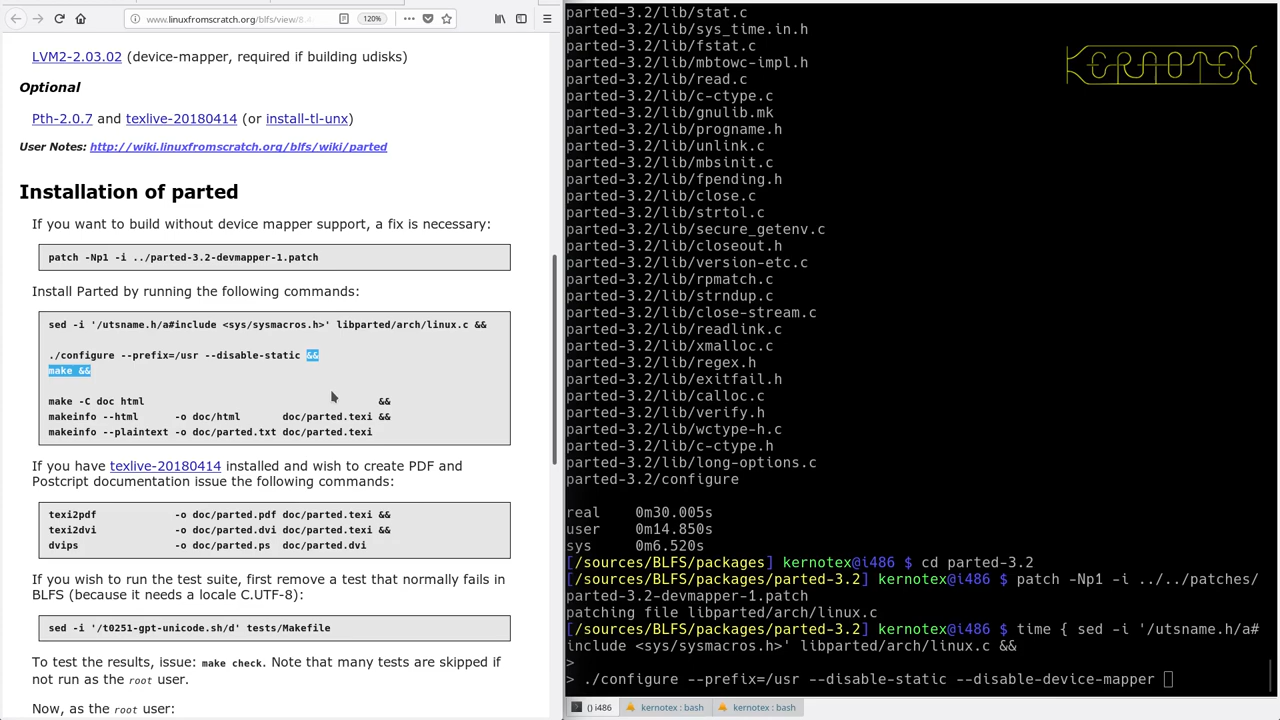 www.linuxfromscratch.org/blfs/view/8.4
120%
LVM2-2.03.02 (device-mapper, required if building udisks)
Optional
Pth-2.0.7 and texlive-20180414 (or install-tl-unx)
User Notes: http://wiki.linuxfromscratch.org/blfs/wiki/parted
Installation of parted
If you want to build without device mapper support, a fix is necessary:
patch -Np1 -i ../parted-3.2-devmapper-1.patch
Install Parted by running the following commands:
sed -i '/utsname.h/a#include <sys/sysmacros.h>' libparted/arch/linux.c &&
./configure --prefix=/usr --disable-static &&
make &&
make -C doc html &&
makeinfo --html -o doc/html doc/parted.texi &&
makeinfo --plaintext -o doc/parted.txt doc/parted.texi
If you have texlive-20180414 installed and wish to create PDF and
Postcript documentation issue the following commands:
texi2pdf -o doc/parted.pdf doc/parted.texi &&
texi2dvi -o doc/parted.dvi doc/parted.texi &&
dvips -o doc/parted.ps doc/parted.dvi
If you wish to run the test suite, first remove a test that normally fails in
BLFS (because it needs a locale C.UTF-8):
sed -i '/t0251-gpt-unicode.sh/d' tests/Makefile
To test the results, issue: make check. Note that many tests are skipped if
not run as the root user.
Now, as the root user:
parted-3.2/lib/stat.c
parted-3.2/lib/sys_time.in.h
parted-3.2/lib/fstat.c
parted-3.2/lib/mbtowc-impl.h
parted-3.2/lib/read.c
parted-3.2/lib/c-ctype.c
parted-3.2/lib/gnulib.mk
parted-3.2/lib/progname.h
parted-3.2/lib/unlink.c
parted-3.2/lib/mbsinit.c
parted-3.2/lib/fpending.h
parted-3.2/lib/close.c
parted-3.2/lib/strtol.c
parted-3.2/lib/secure_getenv.c
parted-3.2/lib/closeout.h
parted-3.2/lib/version-etc.c
parted-3.2/lib/rpmatch.c
parted-3.2/lib/strndup.c
parted-3.2/lib/close-stream.c
parted-3.2/lib/readlink.c
parted-3.2/lib/xmalloc.c
parted-3.2/lib/regex.h
parted-3.2/lib/exitfail.h
parted-3.2/lib/calloc.c
parted-3.2/lib/verify.h
parted-3.2/lib/wctype-h.c
parted-3.2/lib/c-ctype.h
parted-3.2/lib/long-options.c
parted-3.2/configure
real 0m30.005s
user 0m14.850s
sys 0m6.520s
[/sources/BLFS/packages] kernotex@i486 $ cd parted-3.2
[/sources/BLFS/packages/parted-3.2] kernotex@i486 $ patch -Np1 -i ../../patches/
parted-3.2-devmapper-1.patch
patching file libparted/arch/linux.c
[/sources/BLFS/packages/parted-3.2] kernotex@i486 $ time { sed -i '/utsname.h/a#
include <sys/sysmacros.h>' libparted/arch/linux.c &&
>
> ./configure --prefix=/usr --disable-static --disable-device-mapper
() i486
kernotex : bash
kernotex : bash
KERNOTEX